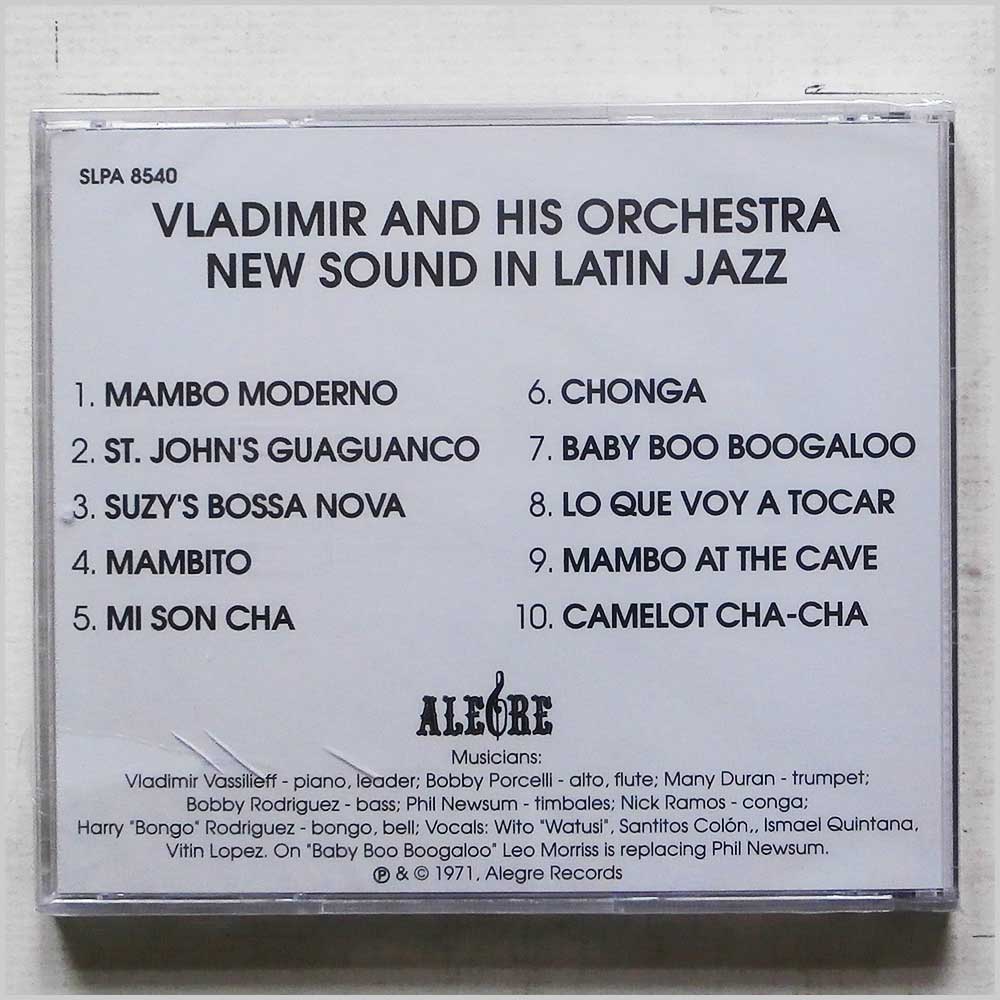 SLPA 8540
VLADIMIR AND HIS ORCHESTRA
NEW SOUND IN LATIN JAZZ
1. MAMBO MODERNO
2. ST. JOHN'S GUAGUANCO
3. SUZY'S BOSSA NOVA
4. MAMBITO
5. MI SON CHA
6. CHONGA
7. BABY BOO BOOGALOO
8. LO QUE VOY A TOCAR
9. MAMBO AT THE CAVE
10. CAMELOT CHA-CHA
ALEGRE
Musicians:
Vladimir Vassilieff - piano, leader; Bobby Porcelli - alto, flute; Many Duran - trumpet;
Bobby Rodriguez - bass; Phil Newsum - timbales; Nick Ramos - conga;
Harry "Bongo" Rodriguez - bongo, bell; Vocals: Wito "Watusi", Santitos Colón,, Ismael Quintana,
Vitin Lopez. On "Baby Boo Boogaloo" Leo Morriss is replacing Phil Newsum.
℗ & © 1971, Alegre Records